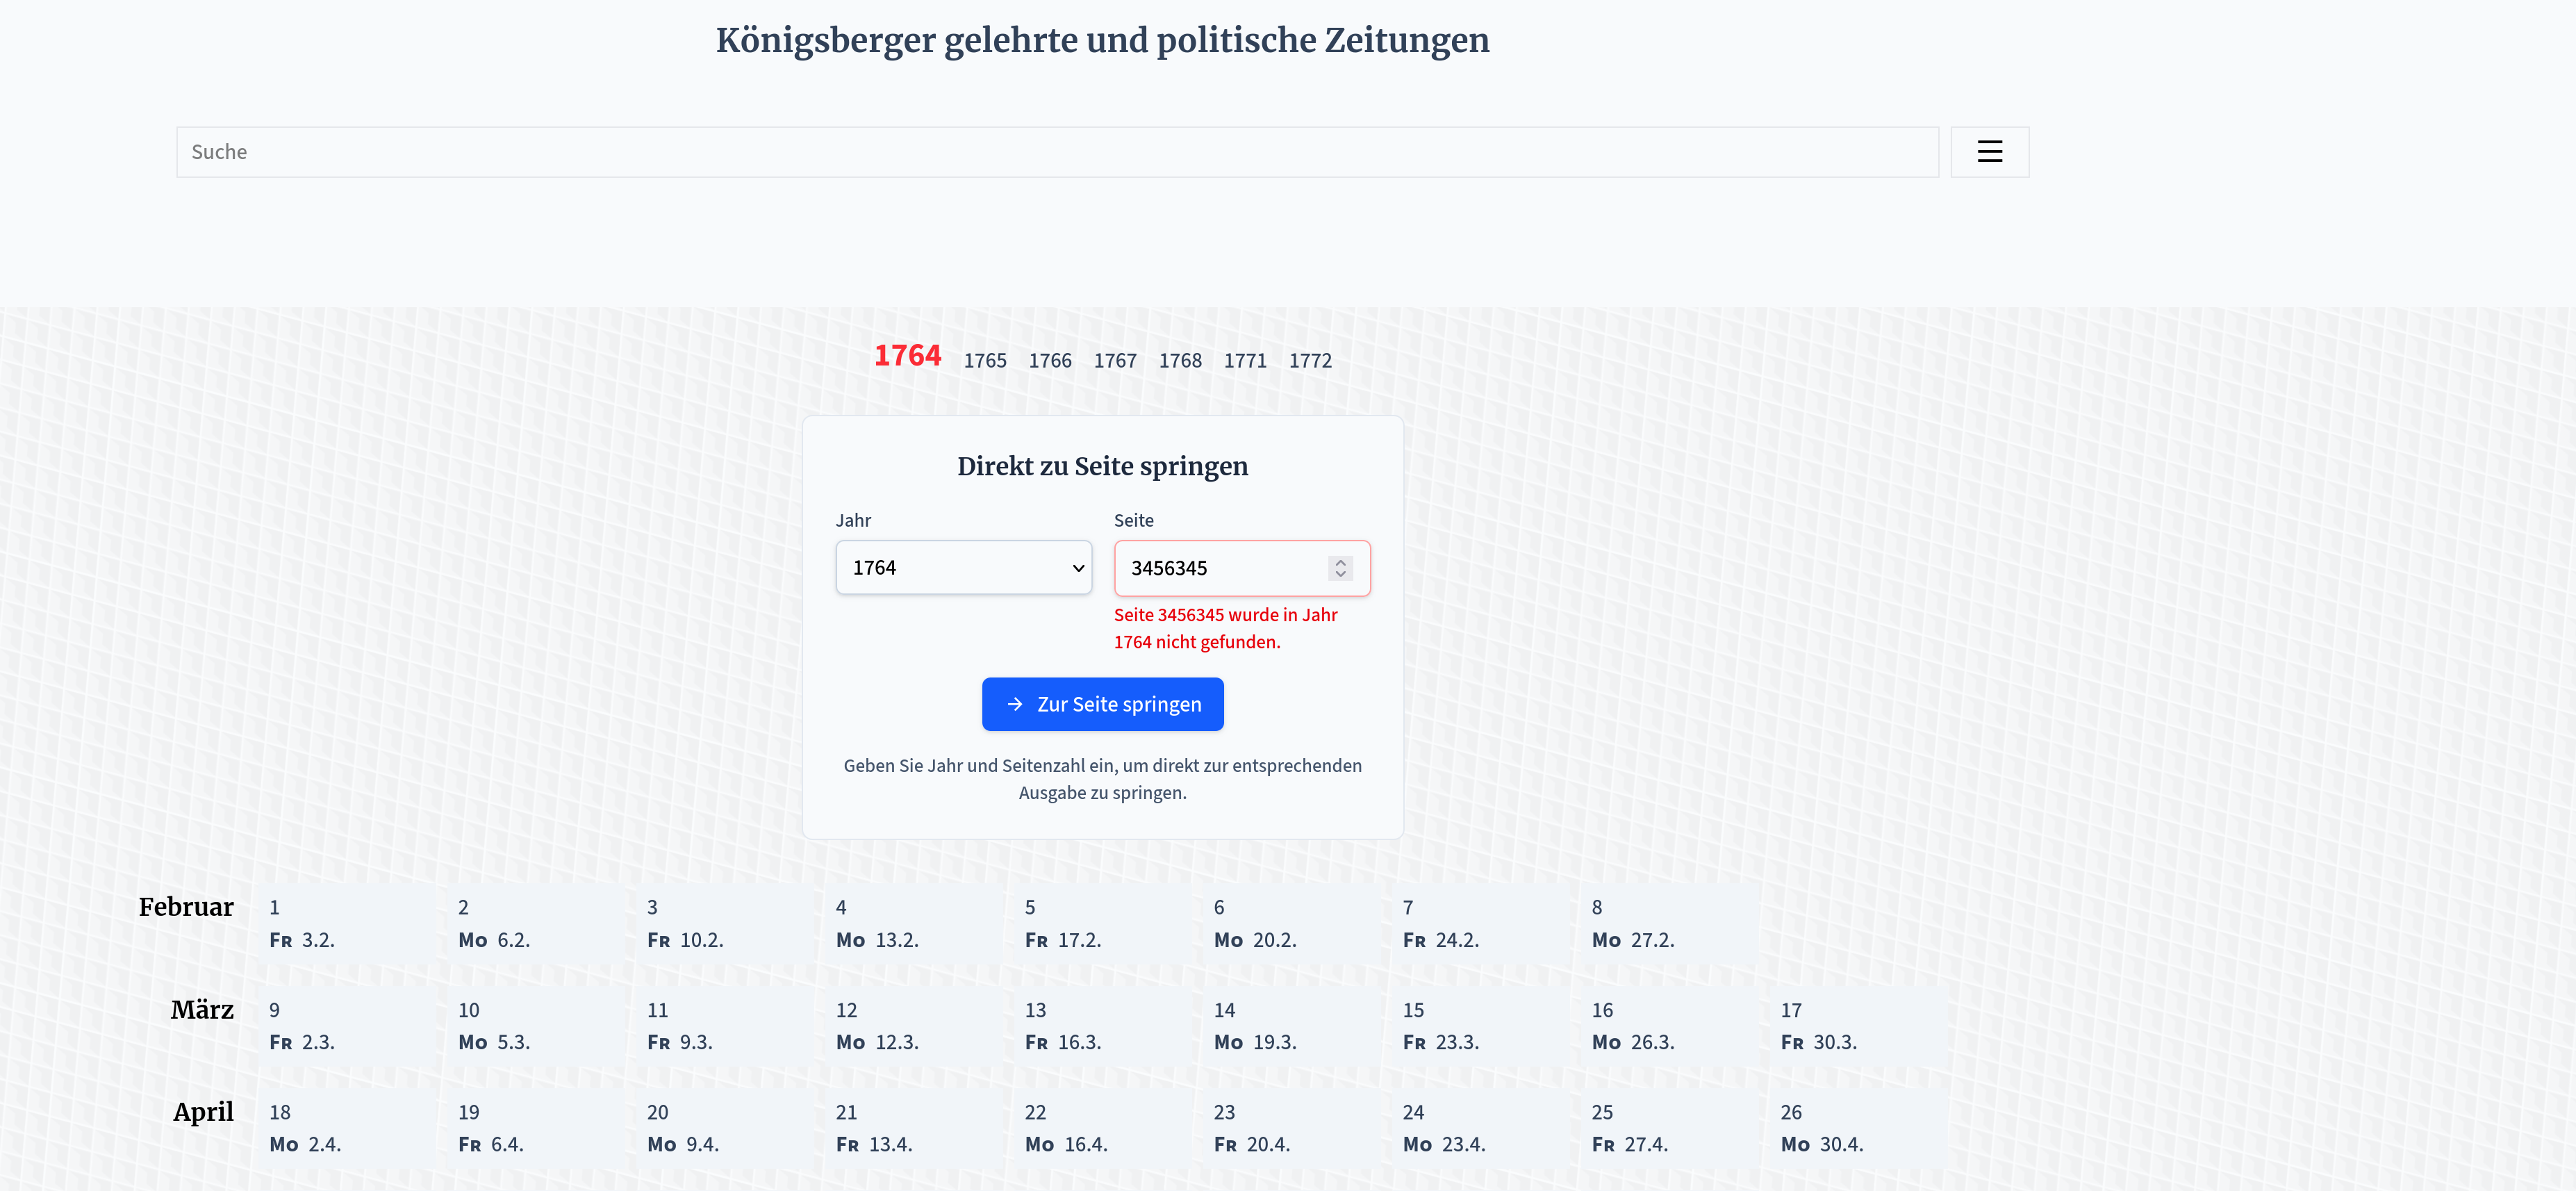 Königsberger gelehrte und politische Zeitungen
Suche
1764 1765 1766 1767 1768 1771 1772
Direkt zu Seite springen
Jahr Seite
1764 3456345
Seite 3456345 wurde in Jahr
1764 nicht gefunden.
→ Zur Seite springen
Geben Sie Jahr und Seitenzahl ein, um direkt zur entsprechenden
Ausgabe zu springen.
Februar 1 2 3 4 5 6 7 8
Fr 3.2. Mo 6.2. Fr 10.2. Mo 13.2. Fr 17.2. Mo 20.2. Fr 24.2. Mo 27.2.
März 9 10 11 12 13 14 15 16 17
Fr 2.3. Mo 5.3. Fr 9.3. Mo 12.3. Fr 16.3. Mo 19.3. Fr 23.3. Mo 26.3. Fr 30.3.
April 18 19 20 21 22 23 24 25 26
Mo 2.4. Fr 6.4. Mo 9.4. Fr 13.4. Mo 16.4. Fr 20.4. Mo 23.4. Fr 27.4. Mo 30.4.